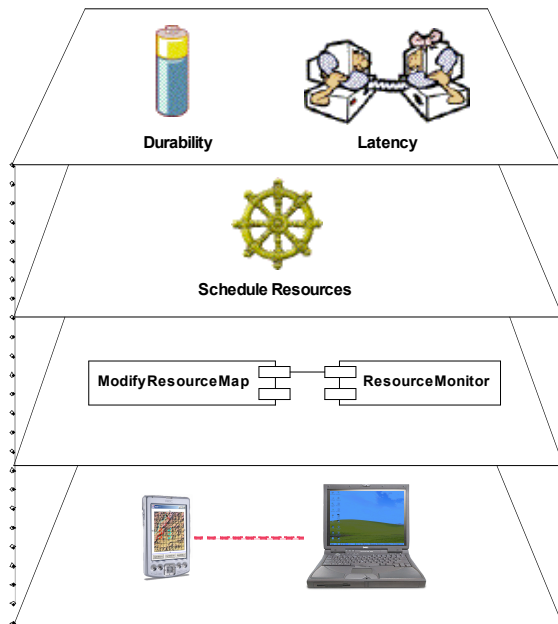 Durability
Latency
Schedule Resources
ModifyResourceMap
ResourceMonitor